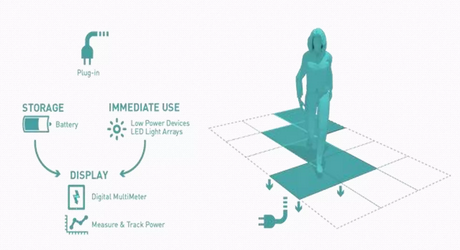 Plug-in
STORAGE
Battery
IMMEDIATE USE
Low Power Devices
LED Light Arrays
DISPLAY
Digital MultiMeter
Measure & Track Power